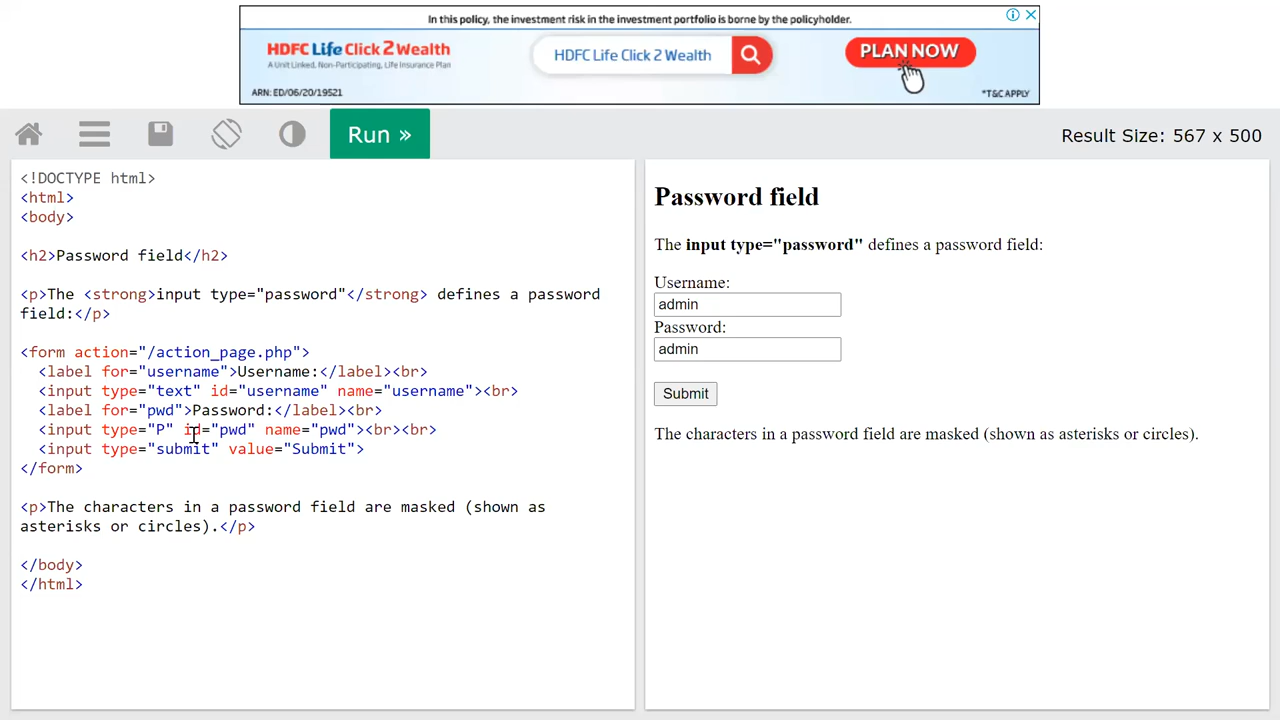 In this policy, the investment risk in the investment portfolio is borne by the policyholder.
HDFC Life Click 2 Wealth
A Unit Linked, Non-Participating, Life Insurance Plan
ARN: ED/06/20/19521
HDFC Life Click 2 Wealth
PLAN NOW
*T&C APPLY
Run »
Result Size: 567 x 500
<!DOCTYPE html>
<html>
<body>
<h2>Password field</h2>
<p>The <strong>input type="password"</strong> defines a password
field:</p>
<form action="/action_page.php">
<label for="username">Username:</label><br>
<input type="text" id="username" name="username"><br>
<label for="pwd">Password:</label><br>
<input type="P" id="pwd" name="pwd"><br><br>
<input type="submit" value="Submit">
</form>
<p>The characters in a password field are masked (shown as
asterisks or circles).</p>
</body>
</html>
Password field
The input type="password" defines a password field:
Username:
admin
Password:
admin
Submit
The characters in a password field are masked (shown as asterisks or circles).